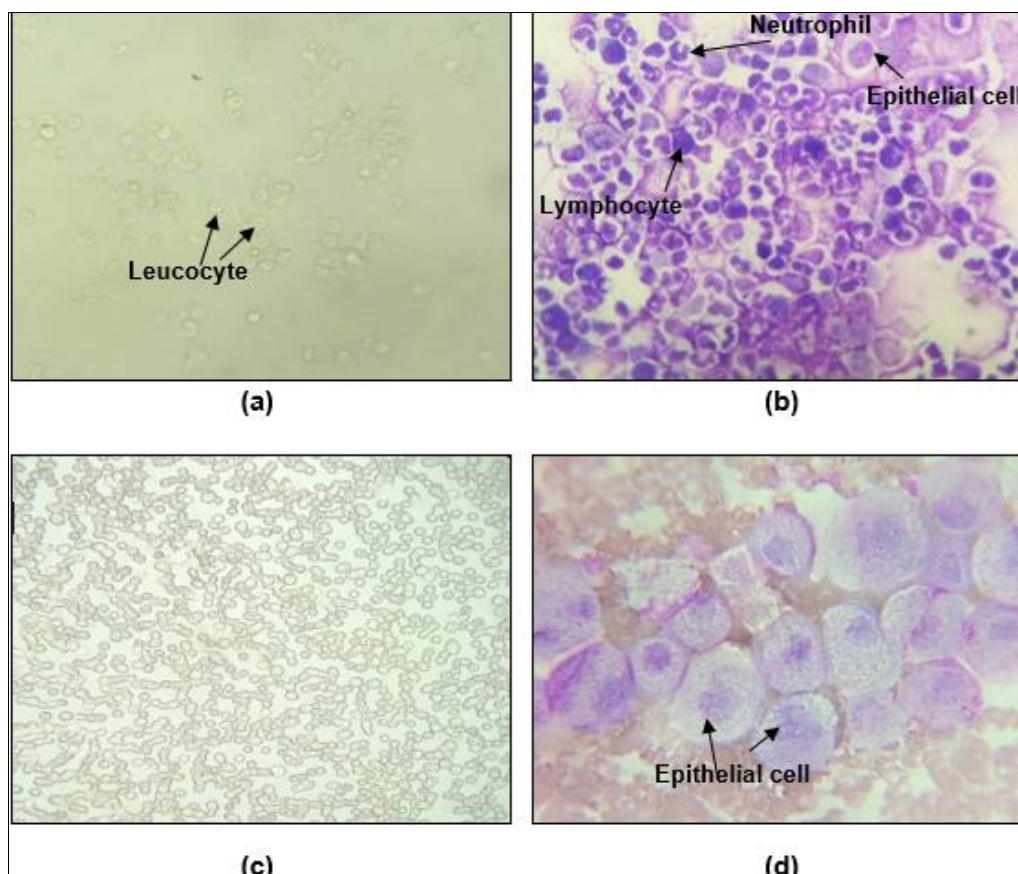 Neutrophil
Epithelial cell
Lymphocyte
Leucocyte
(a)
(b)
Epithelial cell
(c)
(d)